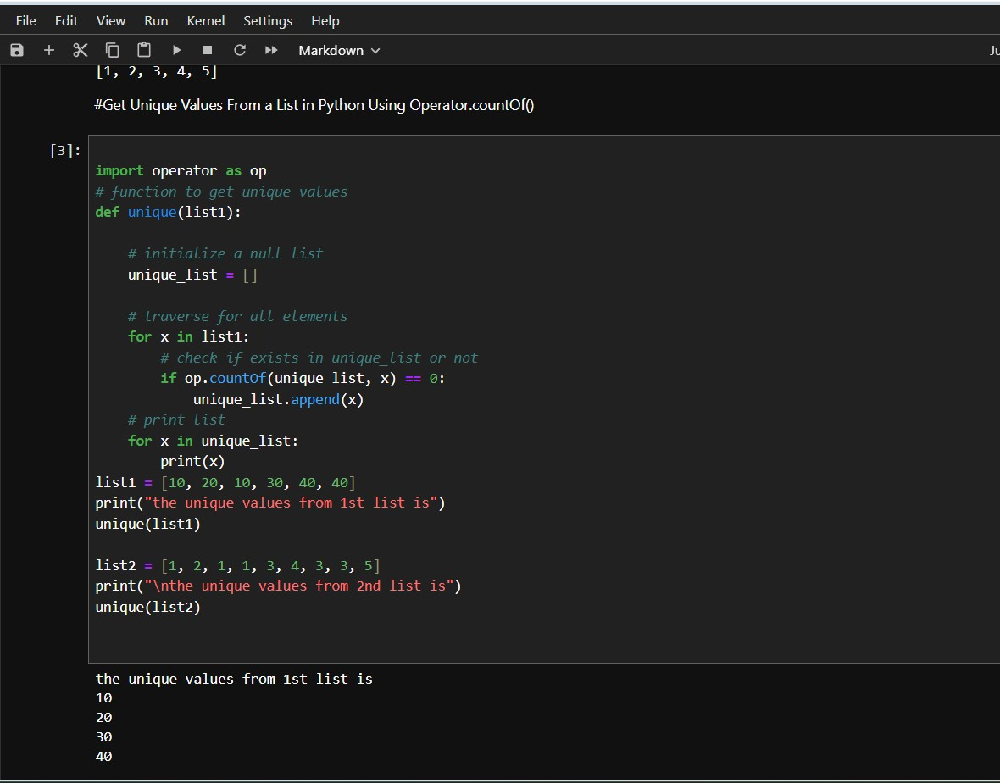 File Edit View Run Kernel Settings Help
Markdown
[1, 2, 3, 4, 5]
#Get Unique Values From a List in Python Using Operator.countOf()
[3]:
import operator as op
# function to get unique values
def unique(list1):
    # initialize a null list
    unique_list = []
    # traverse for all elements
    for x in list1:
        # check if exists in unique_list or not
        if op.countOf(unique_list, x) == 0:
            unique_list.append(x)
    # print list
    for x in unique_list:
        print(x)
list1 = [10, 20, 10, 30, 40, 40]
print("the unique values from 1st list is")
unique(list1)
list2 = [1, 2, 1, 1, 3, 4, 3, 3, 5]
print("\nthe unique values from 2nd list is")
unique(list2)
the unique values from 1st list is
10
20
30
40